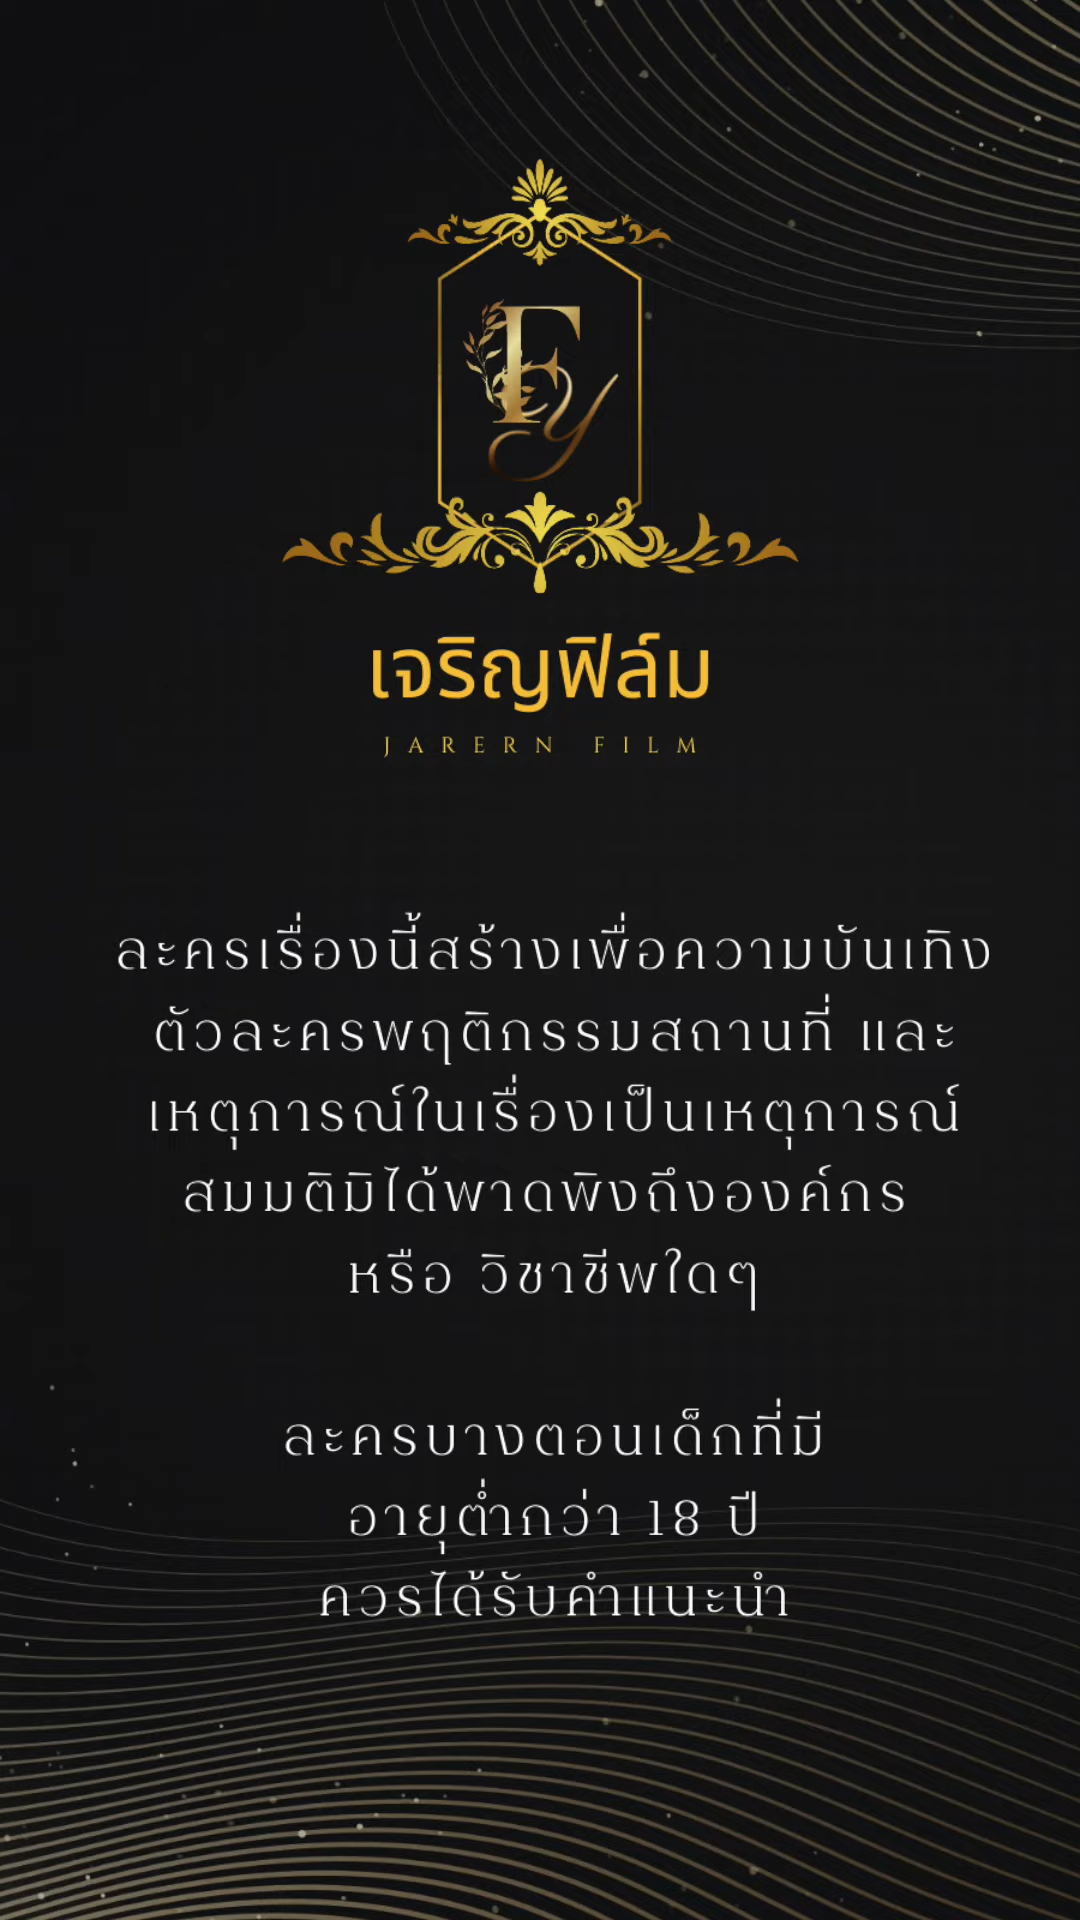 FY
เจริญฟิล์ม
JARERN FILM
ละครเรื่องนี้สร้างเพื่อความบันเทิง
ตัวละครพฤติกรรมสถานที่ และ
เหตุการณ์ในเรื่องเป็นเหตุการณ์
สมมติมิได้พาดพิงถึงองค์กร
หรือ วิชาชีพใดๆ
ละครบางตอนเด็กที่มี
อายุต่ำกว่า 18 ปี
ควรได้รับคำแนะนำ